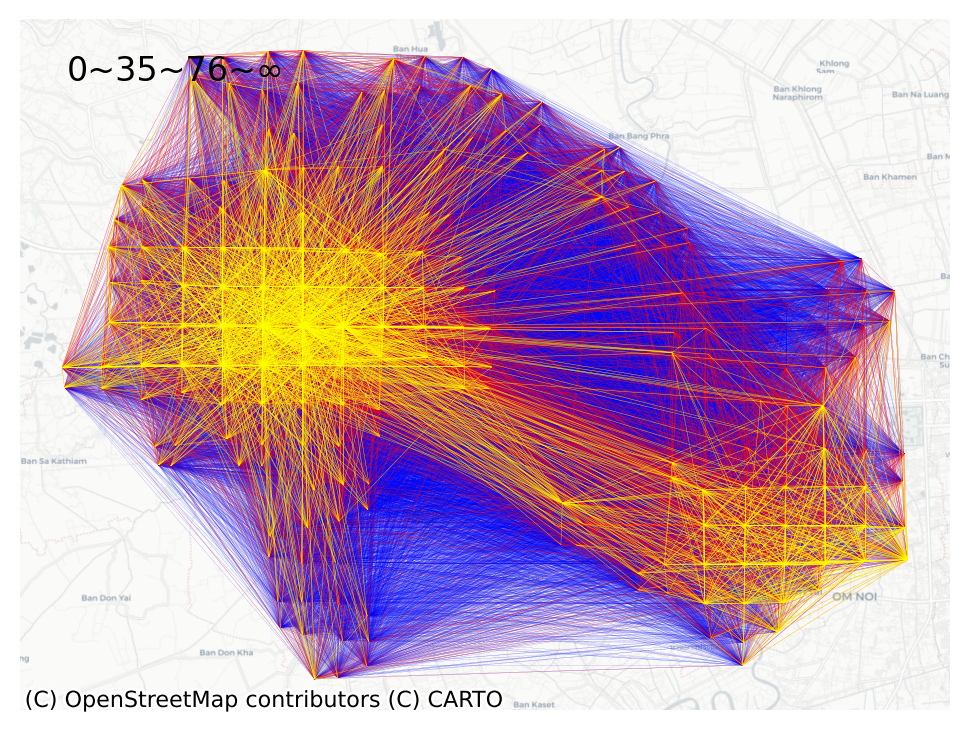 Ban Hua
0~35~76~∞
Khlong
Sam
Ban Khlong
Naraphirom
Ban Na Luang
Ban Bang Phra
Ban Khamen
Ban Sa Kathiam
Ban Don Yai
OM NOI
Ban Don Kha
(C) OpenStreetMap contributors (C) CARTO
Ban Kaset